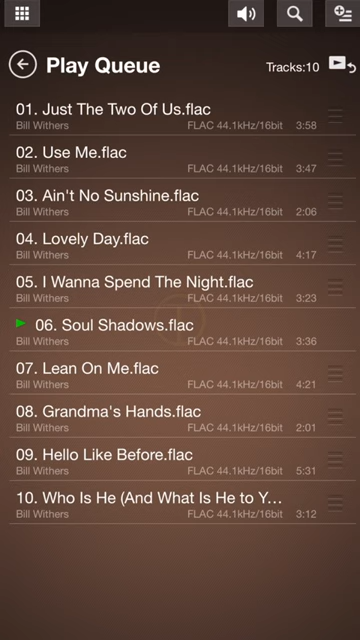 Play Queue
Tracks:10
01. Just The Two Of Us.flac
Bill Withers FLAC 44.1kHz/16bit 3:58
02. Use Me.flac
Bill Withers FLAC 44.1kHz/16bit 3:47
03. Ain't No Sunshine.flac
Bill Withers FLAC 44.1kHz/16bit 2:06
04. Lovely Day.flac
Bill Withers FLAC 44.1kHz/16bit 4:17
05. I Wanna Spend The Night.flac
Bill Withers FLAC 44.1kHz/16bit 3:23
06. Soul Shadows.flac
Bill Withers FLAC 44.1kHz/16bit 3:36
07. Lean On Me.flac
Bill Withers FLAC 44.1kHz/16bit 4:21
08. Grandma's Hands.flac
Bill Withers FLAC 44.1kHz/16bit 2:01
09. Hello Like Before.flac
Bill Withers FLAC 44.1kHz/16bit 5:31
10. Who Is He (And What Is He to Y...
Bill Withers FLAC 44.1kHz/16bit 3:12